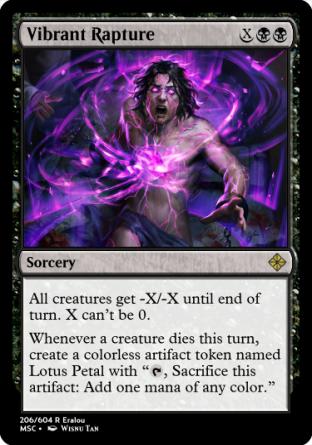 Vibrant Rapture X B B
Sorcery
All creatures get -X/-X until end of
turn. X can't be 0.
Whenever a creature dies this turn,
create a colorless artifact token named
Lotus Petal with “, Sacrifice this
artifact: Add one mana of any color.”
206/604 R Eralou
MSC • Wisnu Tan